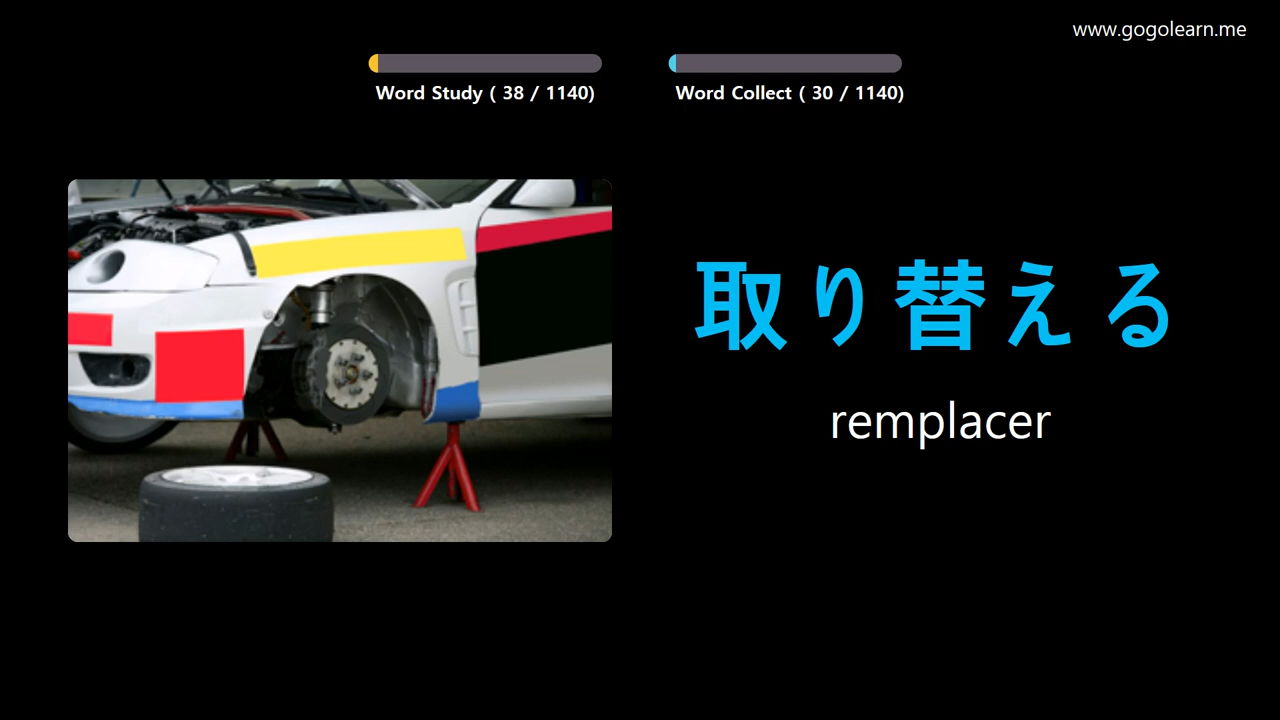 www.gogolearn.me
Word Study ( 38 / 1140)
Word Collect ( 30 / 1140)
取り替える
remplacer